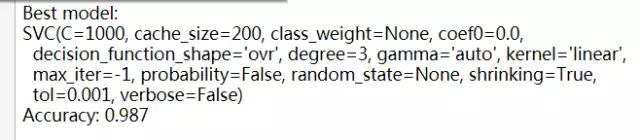 Best model:
SVC(C=1000, cache_size=200, class_weight=None, coef0=0.0,
decision_function_shape='ovr', degree=3, gamma='auto', kernel='linear',
max_iter=-1, probability=False, random_state=None, shrinking=True,
tol=0.001, verbose=False)
Accuracy: 0.987